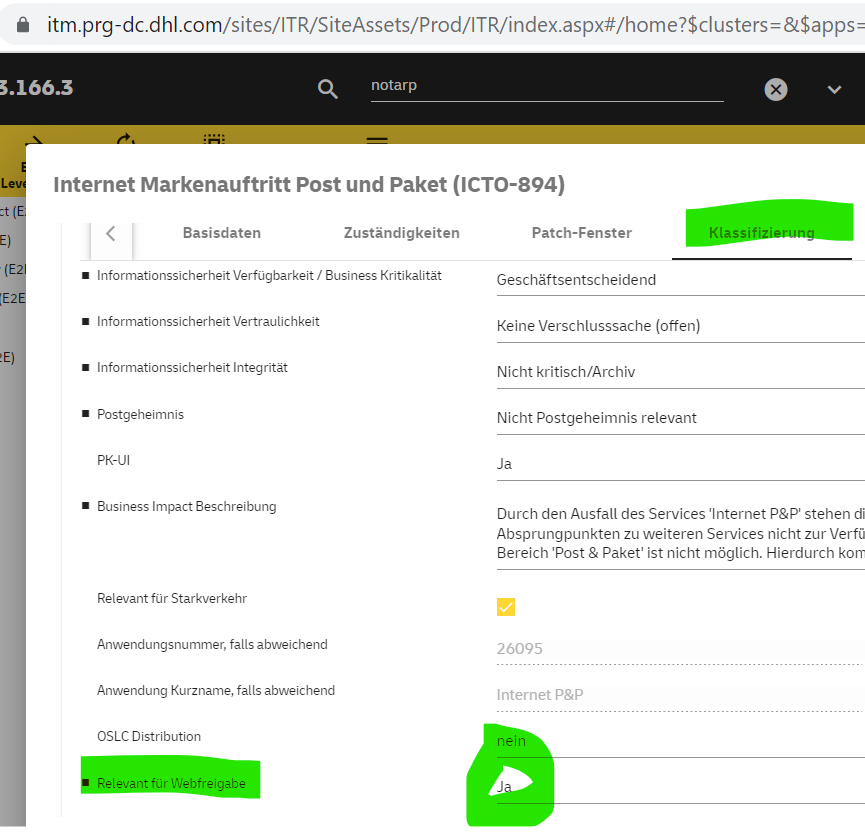 itm.prg-dc.dhl.com/sites/ITR/SiteAssets/Prod/ITR/index.aspx#/home?$clusters=&$apps=
3.166.3
notarp
E
Leve
ct (E2
E)
(E2
(E2E
E)
Internet Markenauftritt Post und Paket (ICTO-894)
Basisdaten Zuständigkeiten Patch-Fenster Klassifizierung
Informationssicherheit Verfügbarkeit / Business Kritikalität Geschäftsentscheidend
Informationssicherheit Vertraulichkeit Keine Verschlusssache (offen)
Informationssicherheit Integrität Nicht kritisch/Archiv
Postgeheimnis Nicht Postgeheimnis relevant
PK-UI Ja
Business Impact Beschreibung Durch den Ausfall des Services 'Internet P&P' stehen di
Absprungpunkten zu weiteren Services nicht zur Verfü
Bereich 'Post & Paket' ist nicht möglich. Hierdurch kom
Relevant für Starkverkehr
Anwendungsnummer, falls abweichend 26095
Anwendung Kurzname, falls abweichend Internet P&P
OSLC Distribution nein
Relevant für Webfreigabe Ja